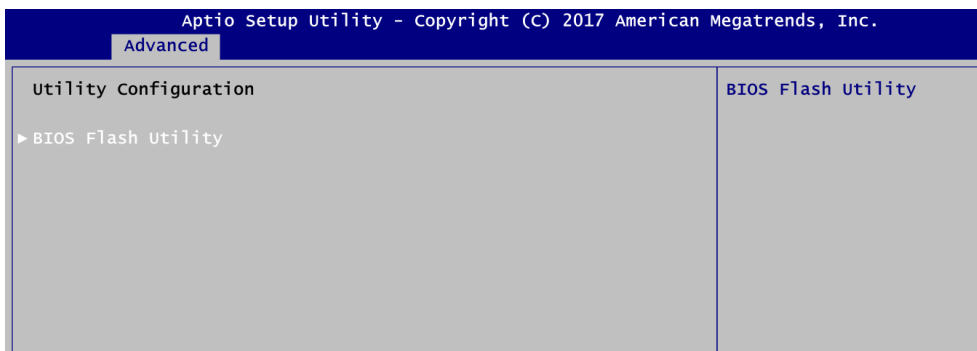 Aptio Setup Utility - Copyright (C) 2017 American Megatrends, Inc.
Advanced
Utility Configuration
BIOS Flash Utility
► BIOS Flash Utility